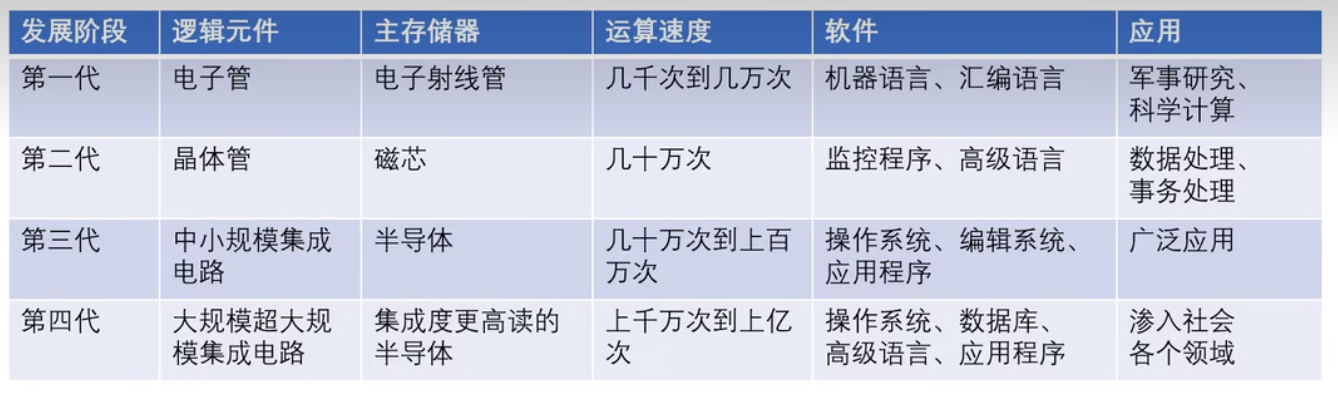 发展阶段 逻辑元件 主存储器 运算速度 软件 应用
第一代 电子管 电子射线管 几千次到几万次 机器语言、汇编语言 军事研究、
科学计算
第二代 晶体管 磁芯 几十万次 监控程序、高级语言 数据处理、
事务处理
第三代 中小规模集成 半导体 几十万次到上百 操作系统、编辑系统、 广泛应用
电路 万次 应用程序
第四代 大规模超大规 集成度更高读的 上千万次到上亿 操作系统、数据库、 渗入社会
模集成电路 半导体 次 高级语言、应用程序 各个领域